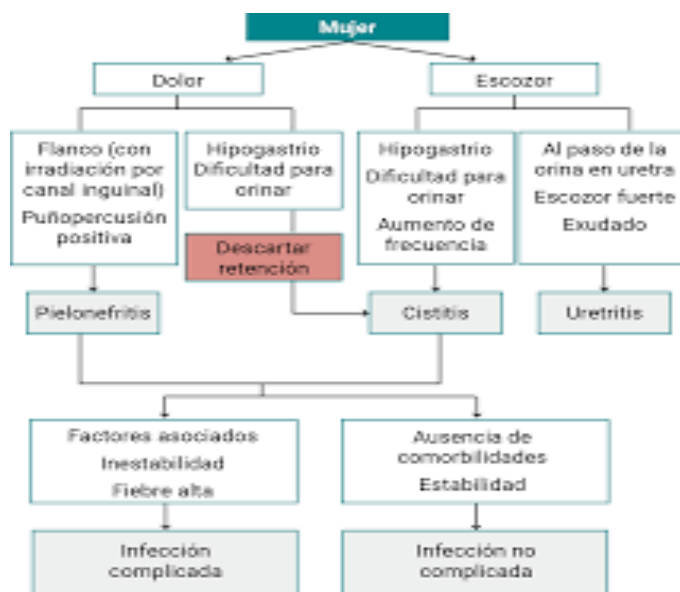 Mujer
Dolor
Escozor
Flanco (con
irradiación por
canal inguinal)
Puñopercusión
positiva
Hipogastrio
Dificultad para
orinar
Hipogastrio
Dificultad para
orinar
Aumento de
frecuencia
Al paso de la
orina en uretra
Escozor fuerte
Exudado
Descartar
retención
Pielonefritis
Cistitis
Uretritis
Factores asociados
Inestabilidad
Fiebre alta
Ausencia de
comorbilidades
Estabilidad
Infección
complicada
Infección no
complicada